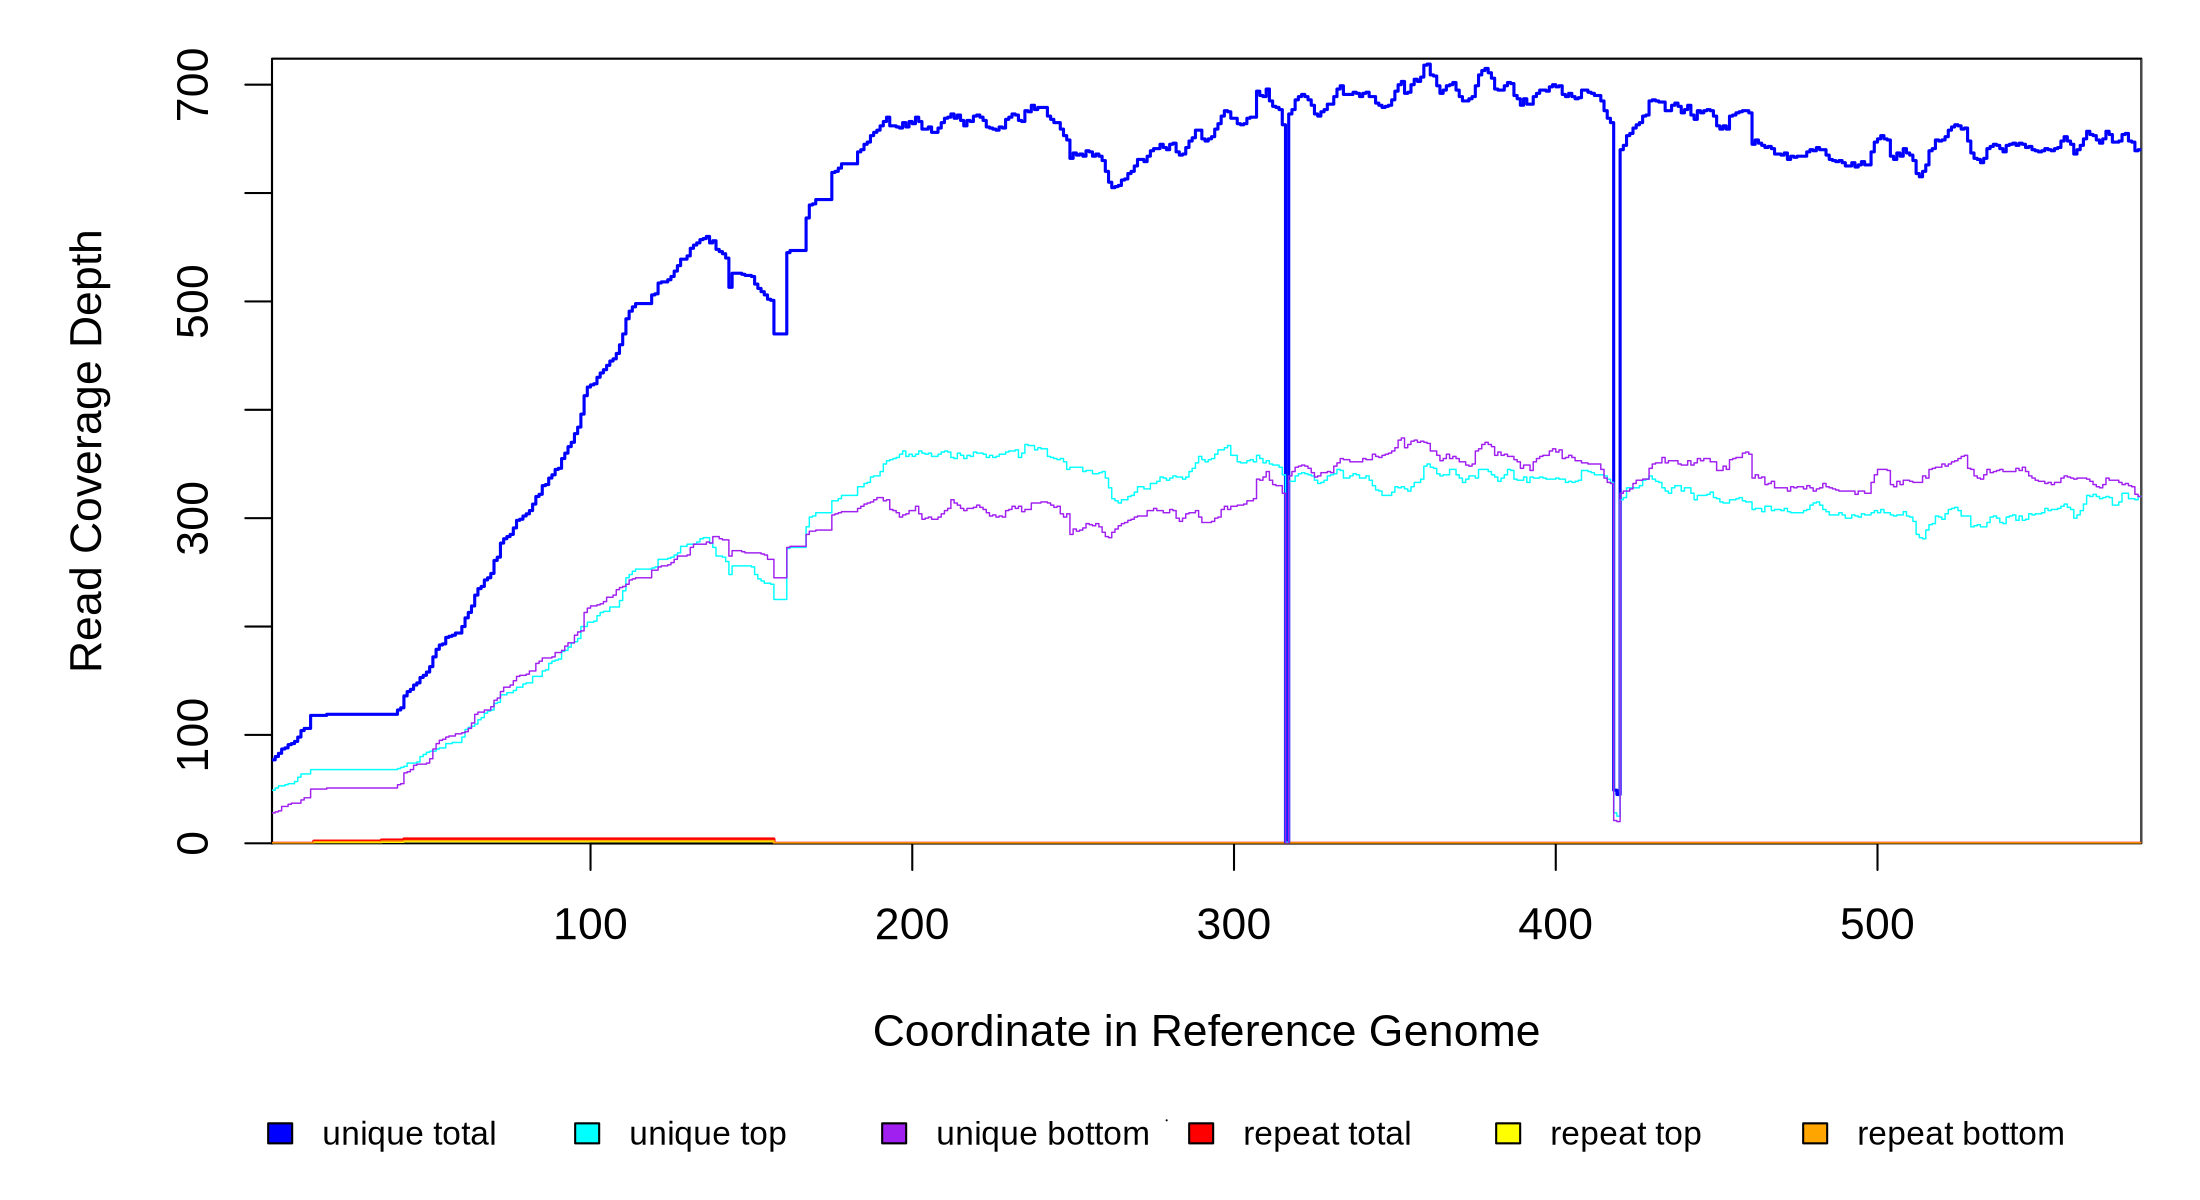 Read Coverage Depth
700
500
300
100
0
100 200 300 400 500
Coordinate in Reference Genome
unique total unique top unique bottom repeat total repeat top repeat bottom